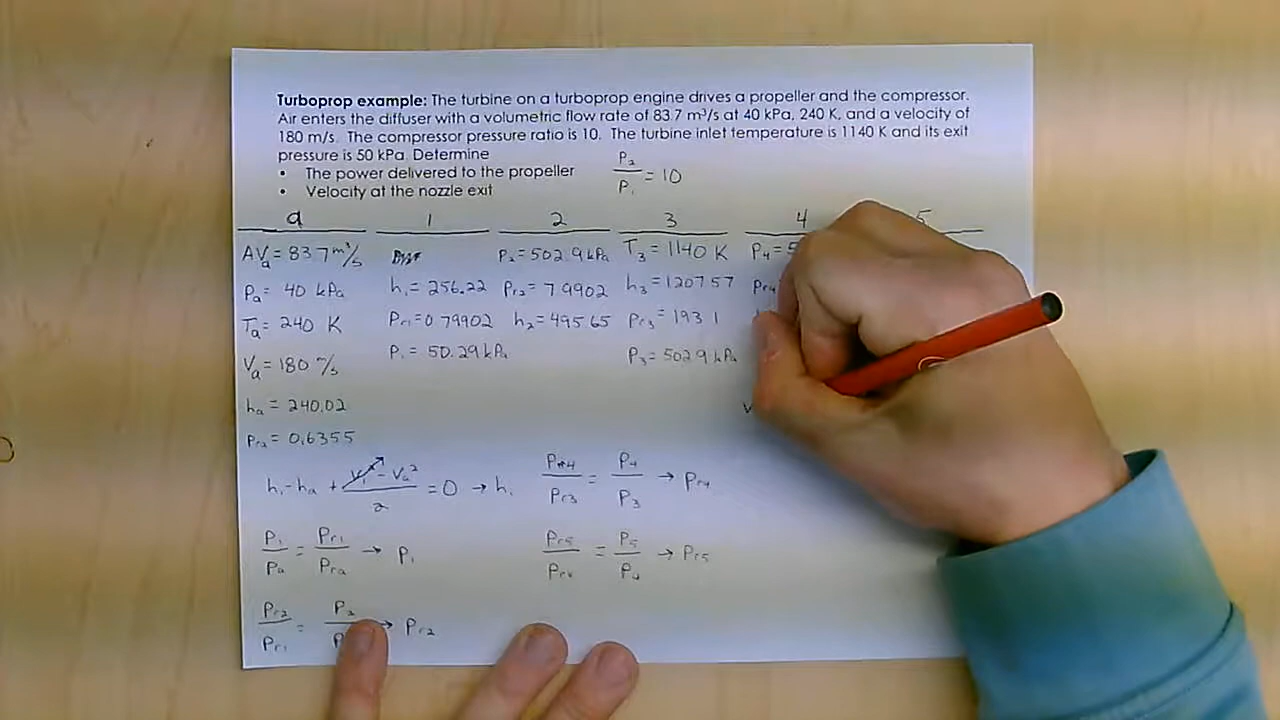 Turboprop example: The turbine on a turboprop engine drives a propeller and the compressor.
Air enters the diffuser with a volumetric flow rate of 83.7 m³/s at 40 kPa, 240 K, and a velocity of
180 m/s. The compressor pressure ratio is 10. The turbine inlet temperature is 1140 K and its exit
pressure is 50 kPa. Determine
• The power delivered to the propeller
• Velocity at the nozzle exit
P₂/P₁ = 10
a 1 2 3 4 5
AVₐ = 83.7 m³/s P₂ = 502.9 kPa T₃ = 1140 K P₄ = 5
Pₐ = 40 kPa h₁ = 256.22 Pr₂ = 7.9902 h₃ = 1207.57 Pr₄
Tₐ = 240 K Pr₁ = 0.79902 h₂ = 495.65 Pr₃ = 193.1
Vₐ = 180 m/s P₁ = 50.29 kPa P₃ = 502.9 kPa
hₐ = 240.02
Prₐ = 0.6355
h₁ - hₐ + (V₁² - Vₐ²)/2 = 0 → h₁
Pr₄/Pr₃ = P₄/P₃ → Pr₄
P₁/Pₐ = Pr₁/Prₐ → P₁
Pr₅/Pr₄ = P₅/P₄ → Pr₅
Pr₂/Pr₁ = P₂/P → Pr₂